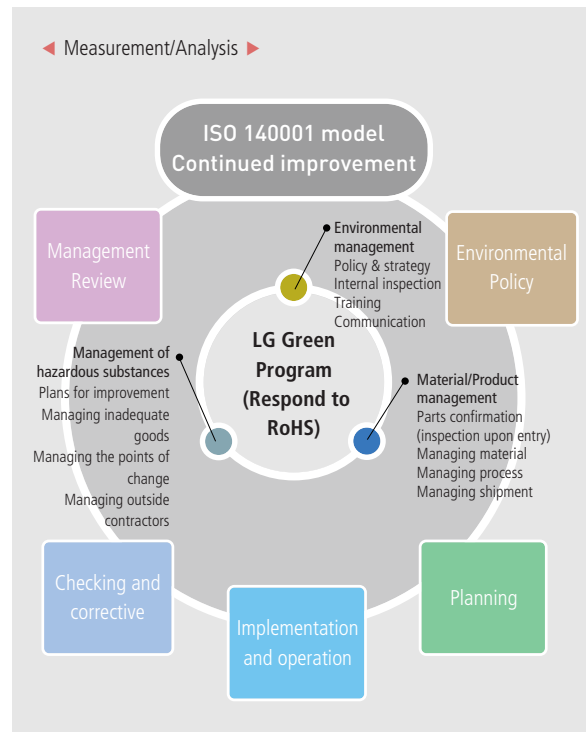 Measurement/Analysis
ISO 140001 model
Continued improvement
Management
Review
Environmental
management
Policy & strategy
Internal inspection
Training
Communication
Environmental
Policy
LG Green
Program
(Respond to
RoHS)
Management of
hazardous substances
Plans for improvement
Managing inadequate
goods
Managing the points of
change
Managing outside
contractors
Material/Product
management
Parts confirmation
(inspection upon entry)
Managing material
Managing process
Managing shipment
Checking and
corrective
Implementation
and operation
Planning